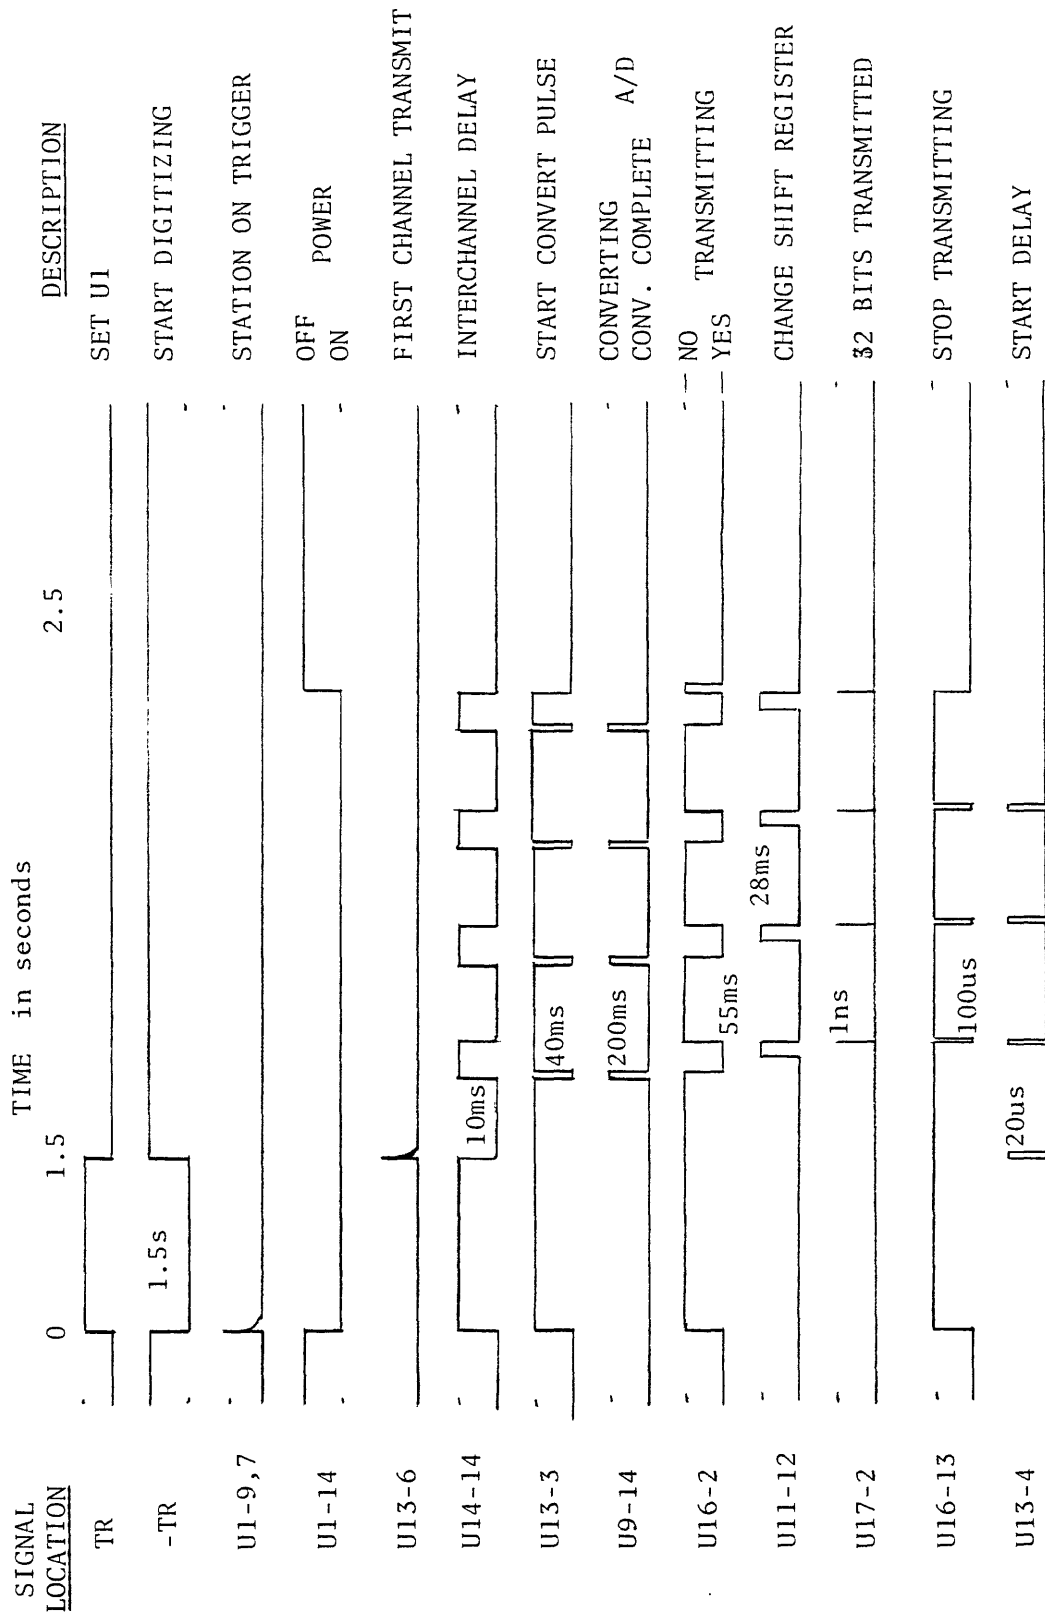 TIME in seconds
SIGNAL
LOCATION
0
1.5
2.5
DESCRIPTION
TR
SET U1
-TR
1.5s
START DIGITIZING
U1-9,7
STATION ON TRIGGER
U1-14
OFF
ON
POWER
U13-6
FIRST CHANNEL TRANSMIT
U14-14
10ms
INTERCHANNEL DELAY
U13-3
40ms
START CONVERT PULSE
U9-14
200ms
CONVERTING
CONV. COMPLETE A/D
U16-2
55ms
NO
YES
TRANSMITTING
U11-12
28ms
CHANGE SHIFT REGISTER
U17-2
1ns
32 BITS TRANSMITTED
U16-13
100us
STOP TRANSMITTING
U13-4
20us
START DELAY